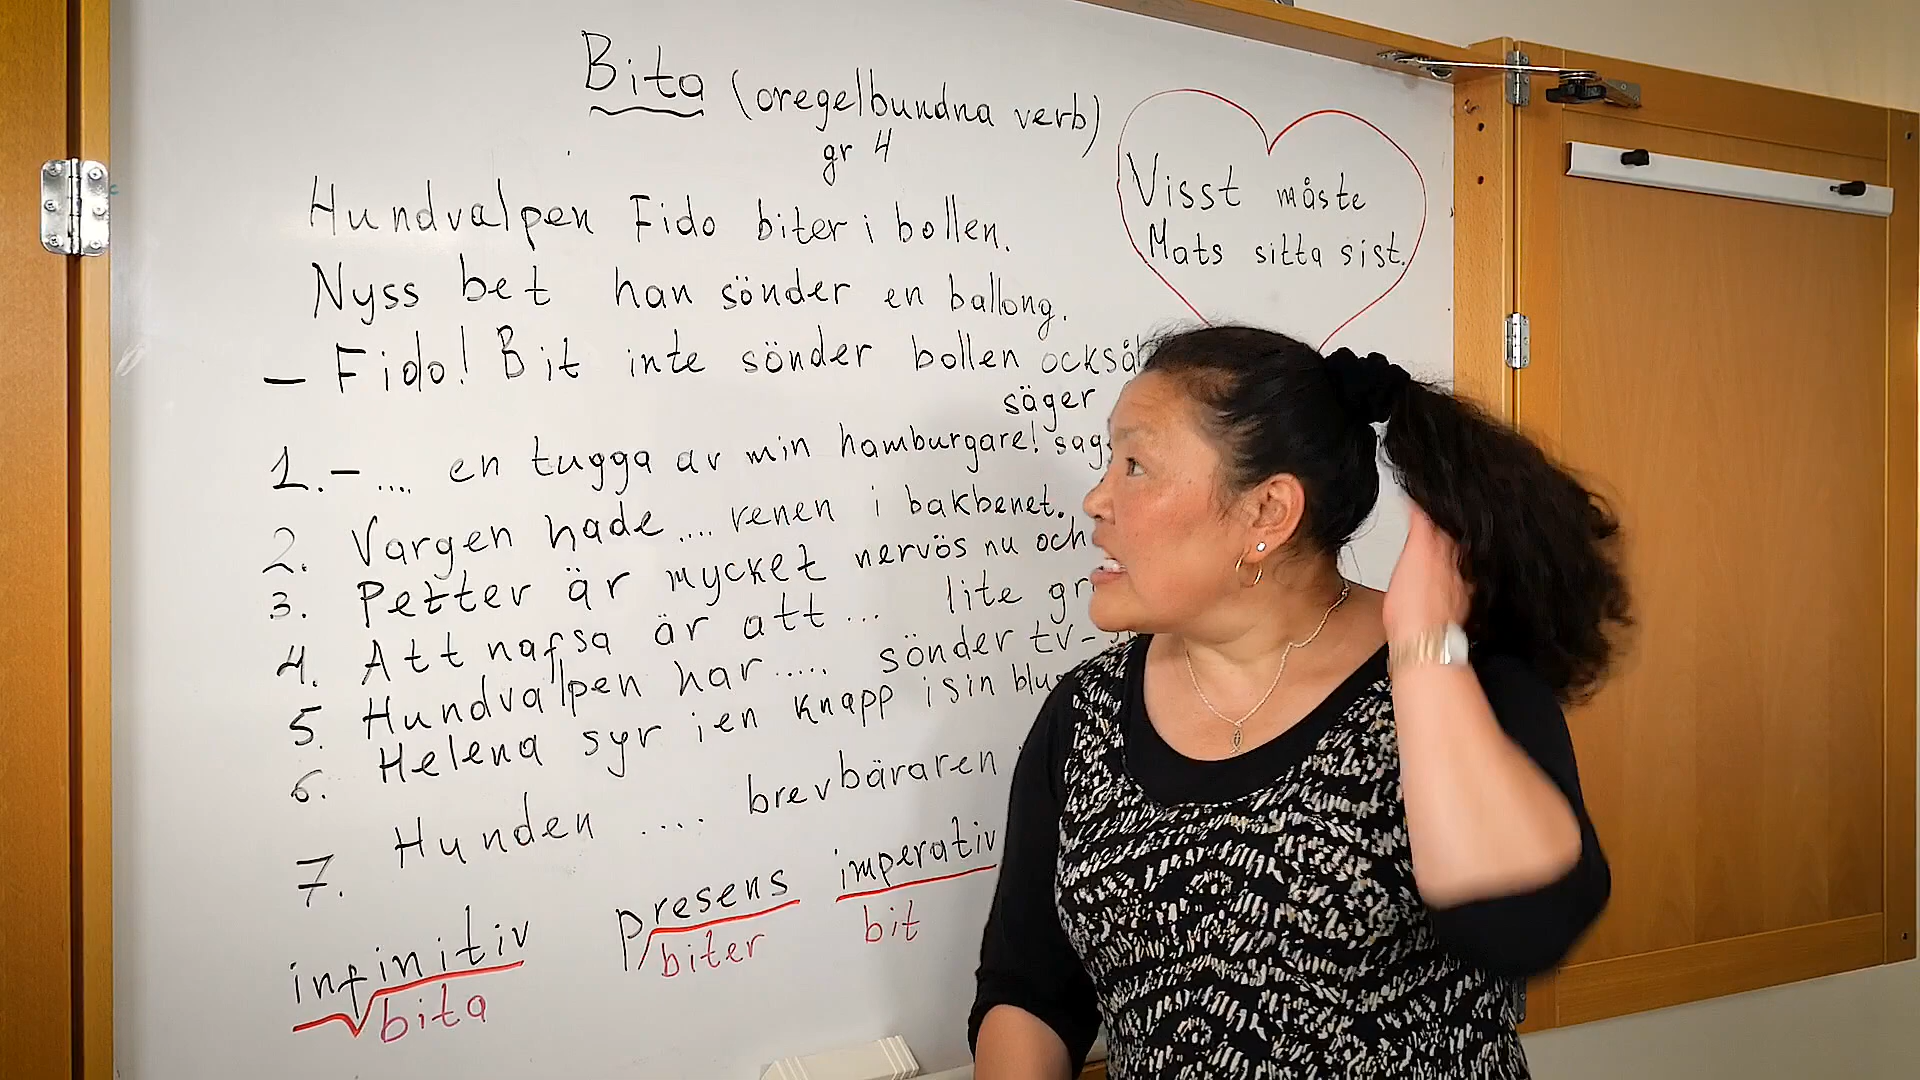 Bita (oregelbundna verb)
gr 4
Visst måste
Mats sitta sist.
Hundvalpen Fido biter i bollen.
Nyss bet han sönder en ballong.
– Fido! Bit inte sönder bollen också!
säger
1. – .... en tugga av min hamburgare!
2. Vargen hade .... renen i bakbenet.
3. Petter är mycket nervös nu och
4. Att nafsa är att ... lite
5. Hundvalpen har ..... sönder tv-
6. Helena syr i en knapp i sin
7. Hunden .... brevbäraren
infinitiv presens imperativ
bita biter bit